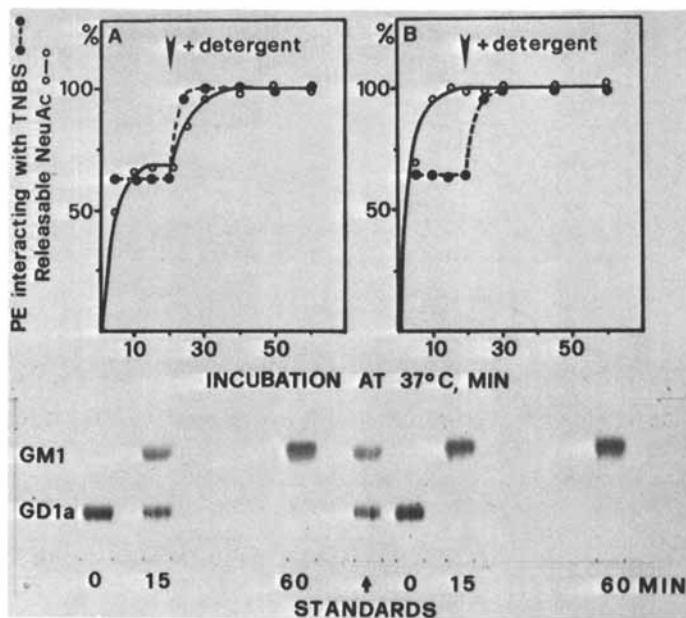 PE interacting with TNBS ●--●
Releasable NeuAc ○—○
% A + detergent
100
50
10 30 50
% B + detergent
100
50
10 30 50
INCUBATION AT 37°C, MIN
GM1
GD1a
0 15 60 0 15 60 MIN
STANDARDS